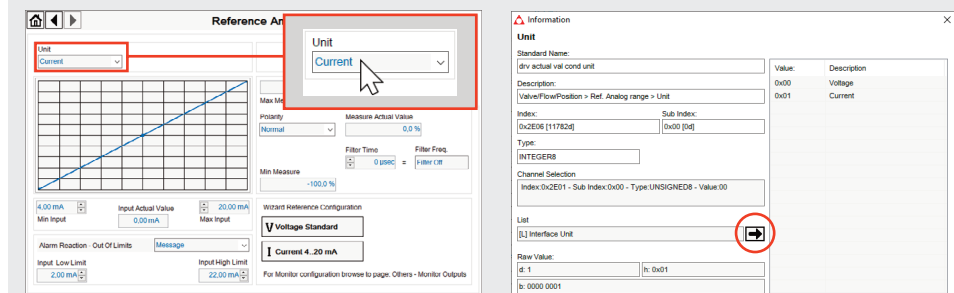 Reference An
Unit
Current
Unit
Current
Max Me
Polarity
Measure Actual Value
Normal
0,0 %
Filter Time
Filter Freq.
0 µsec
=
Filter Off
Min Measure
-100,0 %
4,00 mA
Input Actual Value
20,00 mA
Min Input
0,00 mA
Max Input
Wizard Reference Configuration
V Voltage Standard
I Current 4..20 mA
Alarm Reaction - Out Of Limits
Message
Input Low Limit
Input High Limit
2,00 mA
22,00 mA
For Monitor configuration browse to page: Others - Monitor Outputs
Information
Unit
Standard Name:
drv actual val cond unit
Description:
Valve/Flow/Position > Ref. Analog range > Unit
Index:
Sub Index:
0x2E06 [11782d]
0x00 [0d]
Type:
INTEGER8
Channel Selection
Index:0x2E01 - Sub Index:0x00 - Type:UNSIGNED8 - Value:00
List
[L] Interface Unit
Raw Value:
d: 1
h: 0x01
b: 0000 0001
Value:
Description
0x00
Voltage
0x01
Current